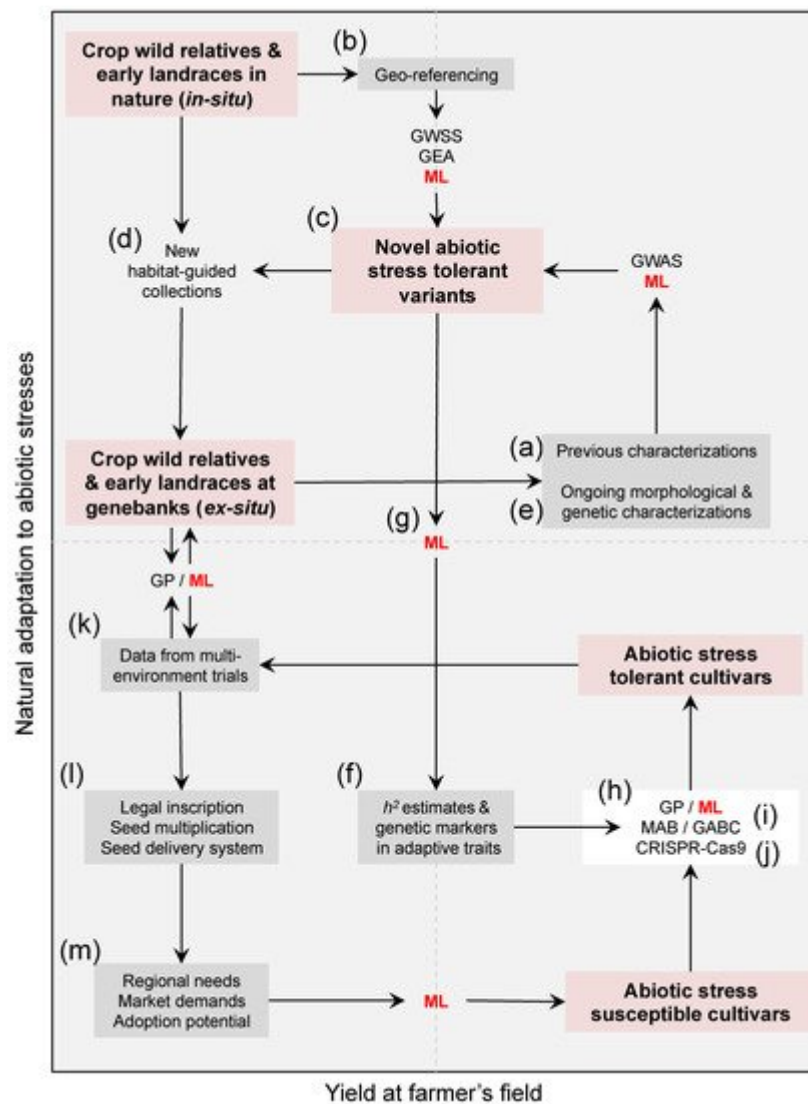 Crop wild relatives &
early landraces in
nature (in-situ)
(b)
Geo-referencing
GWSS
GEA
ML
(c)
Novel abiotic
stress tolerant
variants
(d)
New
habitat-guided
collections
GWAS
ML
Crop wild relatives
& early landraces at
genebanks (ex-situ)
(a)
Previous characterizations
(e)
Ongoing morphological &
genetic characterizations
(g)
ML
GP / ML
(k)
Data from multi-
environment trials
Abiotic stress
tolerant cultivars
(l)
Legal inscription
Seed multiplication
Seed delivery system
(f)
h² estimates &
genetic markers
in adaptive traits
(h)
GP / ML
MAB / GABC (i)
CRISPR-Cas9 (j)
(m)
Regional needs
Market demands
Adoption potential
ML
Abiotic stress
susceptible cultivars
Natural adaptation to abiotic stresses
Yield at farmer's field